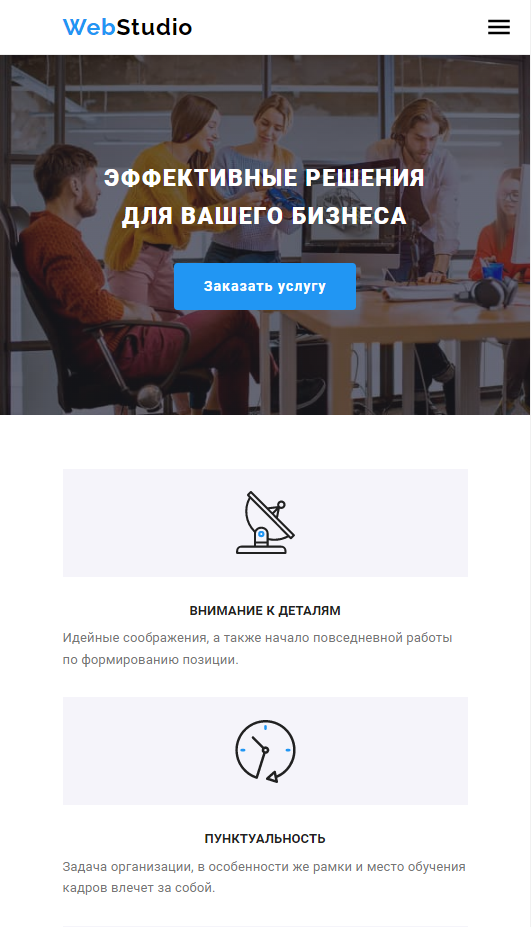 WebStudio
ЭФФЕКТИВНЫЕ РЕШЕНИЯ
ДЛЯ ВАШЕГО БИЗНЕСА
Заказать услугу
ВНИМАНИЕ К ДЕТАЛЯМ
Идейные соображения, а также начало повседневной работы
по формированию позиции.
ПУНКТУАЛЬНОСТЬ
Задача организации, в особенности же рамки и место обучения
кадров влечет за собой.